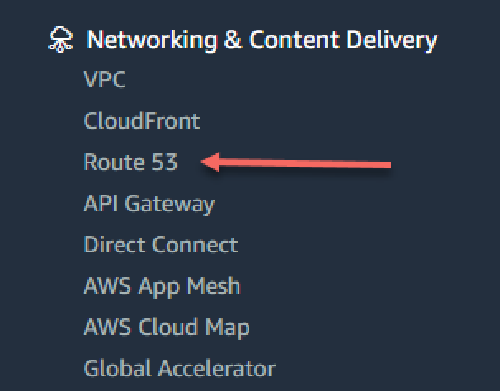 Networking & Content Delivery
VPC
CloudFront
Route 53
API Gateway
Direct Connect
AWS App Mesh
AWS Cloud Map
Global Accelerator